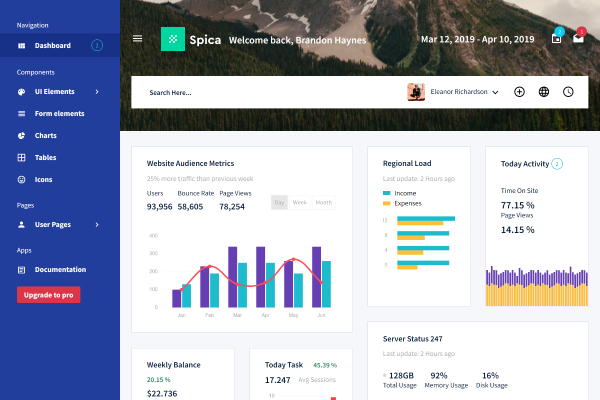 Navigation
Dashboard
2
Components
UI Elements
Form elements
Charts
Tables
Icons
Pages
User Pages
Apps
Documentation
Upgrade to pro
Spica
Welcome back, Brandon Haynes
Mar 12, 2019 - Apr 10, 2019
Search Here...
Eleanor Richardson
Website Audience Metrics
25% more traffic than previous week
Users
Bounce Rate
Page Views
93,956
58,605
78,254
Day
Week
Month
400
300
200
100
0
Jan
Feb
Mar
Apr
May
Jun
Regional Load
Last update: 2 Hours ago
Income
Expenses
12
8
4
0
Today Activity
2
Time On Site
77.15 %
Page Views
14.15 %
Server Status 247
Last update: 2 Hours ago
128GB
92%
16%
Total Usage
Memory Usage
Disk Usage
Weekly Balance
20.15 %
$22.736
Today Task
45.39 %
17.247
Avg Sessions
10